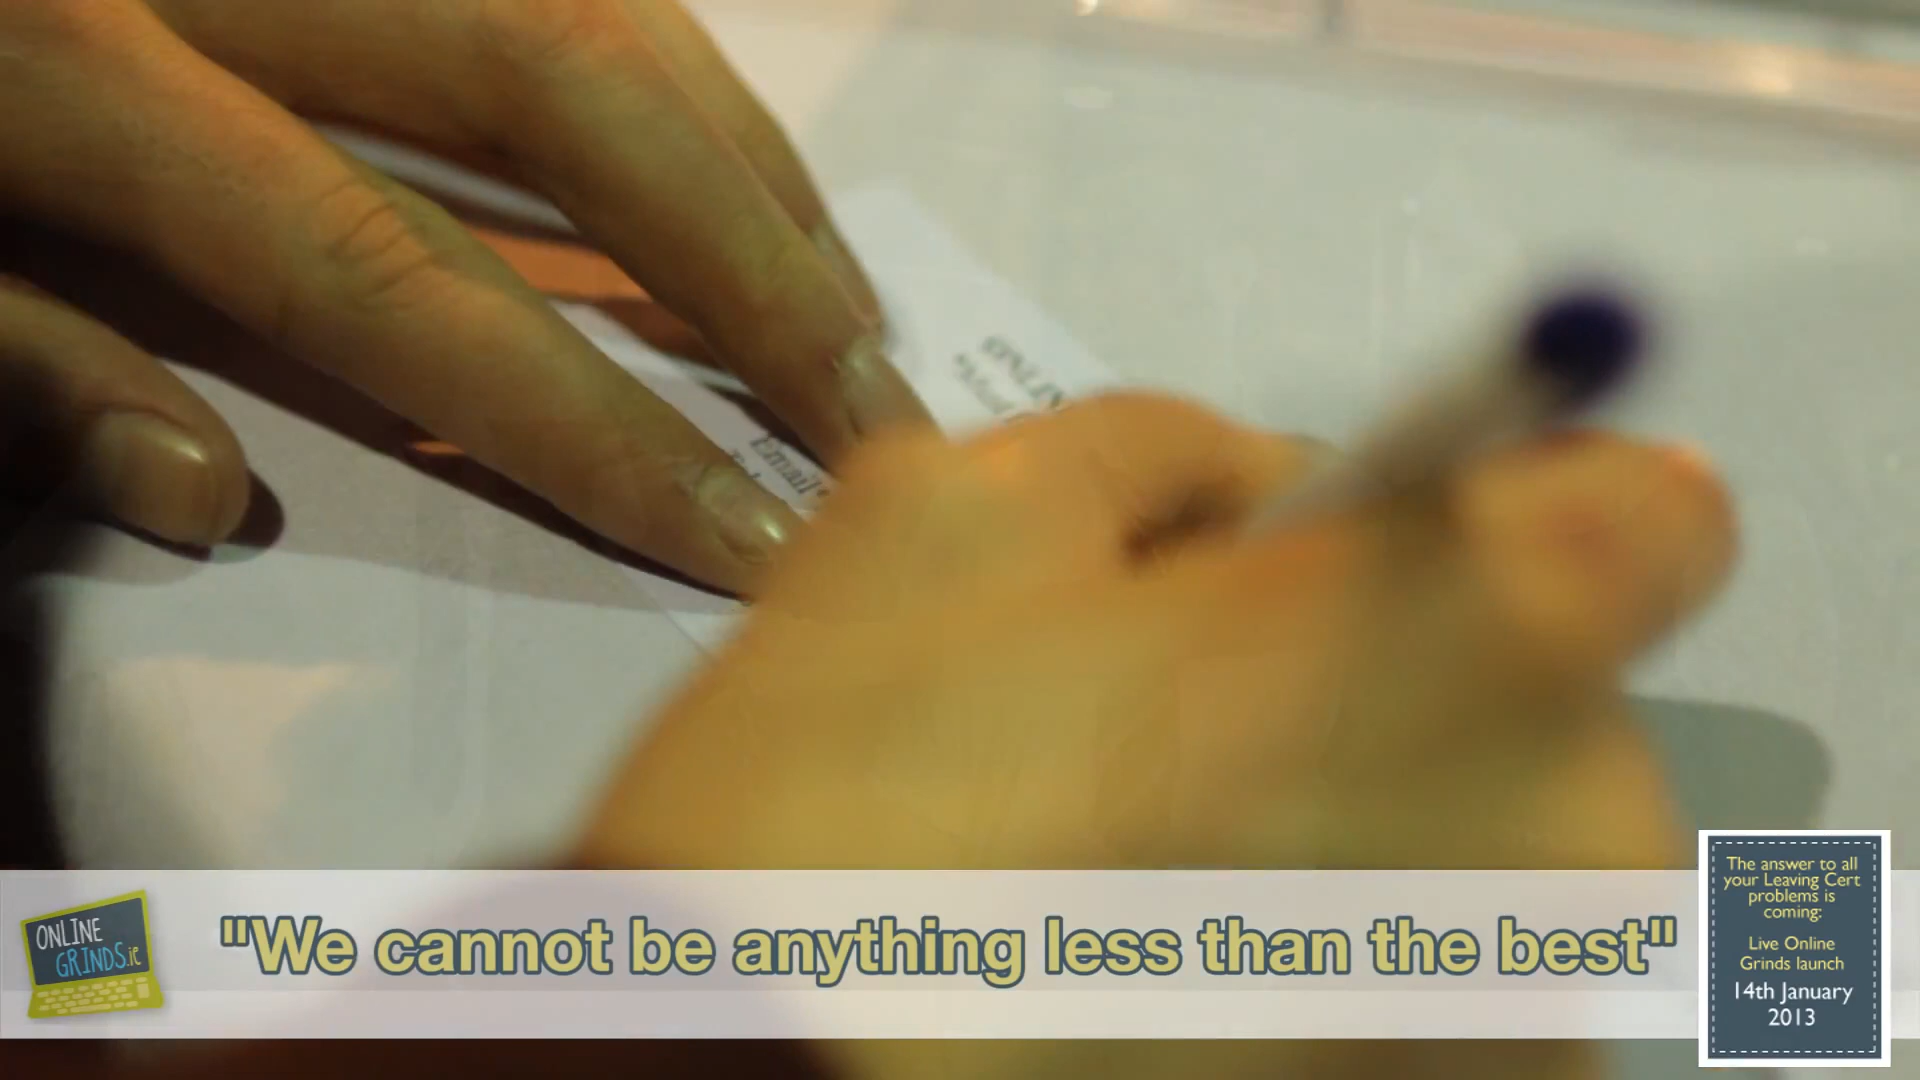 Email
ONLINE
GRINDS.ie
"We cannot be anything less than the best"
The answer to all
your Leaving Cert
problems is
coming:
Live Online
Grinds launch
14th January
2013